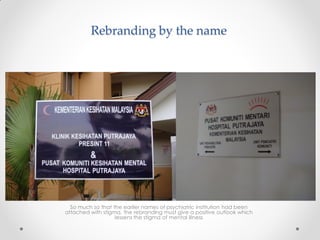 Rebranding by the name
KEMENTERIAN KESIHATAN MALAYSIA
KLINIK KESIHATAN PUTRAJAYA
PRESINT 11
&
PUSAT KOMUNITI KESIHATAN MENTAL
HOSPITAL PUTRAJAYA
PUSAT KOMUNITI MENTARI
HOSPITAL PUTRAJAYA
KEMENTERIAN KESIHATAN
MALAYSIA
So much so that the earlier names of psychiatric institution had been
attached with stigma. The rebranding must give a positive outlook which
lessens the stigma of mental illness